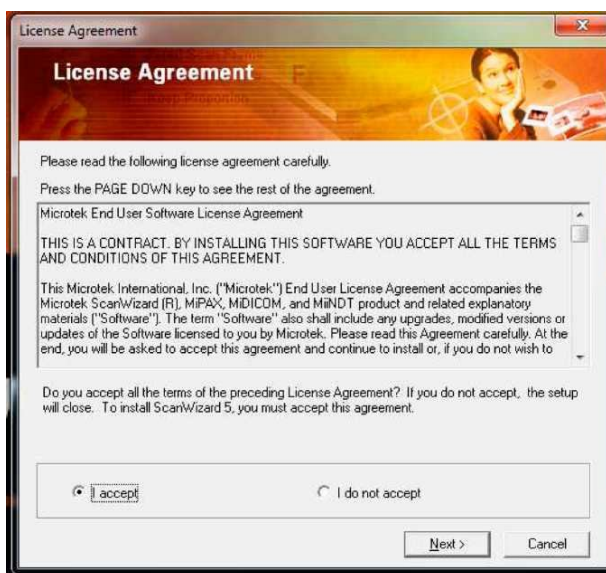 License Agreement
License Agreement
Please read the following license agreement carefully.
Press the PAGE DOWN key to see the rest of the agreement.
Microtek End User Software License Agreement
THIS IS A CONTRACT. BY INSTALLING THIS SOFTWARE YOU ACCEPT ALL THE TERMS
AND CONDITIONS OF THIS AGREEMENT.
This Microtek International, Inc. ("Microtek") End User License Agreement accompanies the
Microtek ScanWizard (R), MiPAX, MiDICOM, and MiiNDT product and related explanatory
materials ("Software"). The term "Software" also shall include any upgrades, modified versions or
updates of the Software licensed to you by Microtek. Please read this Agreement carefully. At the
end, you will be asked to accept this agreement and continue to install or, if you do not wish to
Do you accept all the terms of the preceding License Agreement? If you do not accept, the setup
will close. To install ScanWizard 5, you must accept this agreement.
I accept
I do not accept
Next >
Cancel